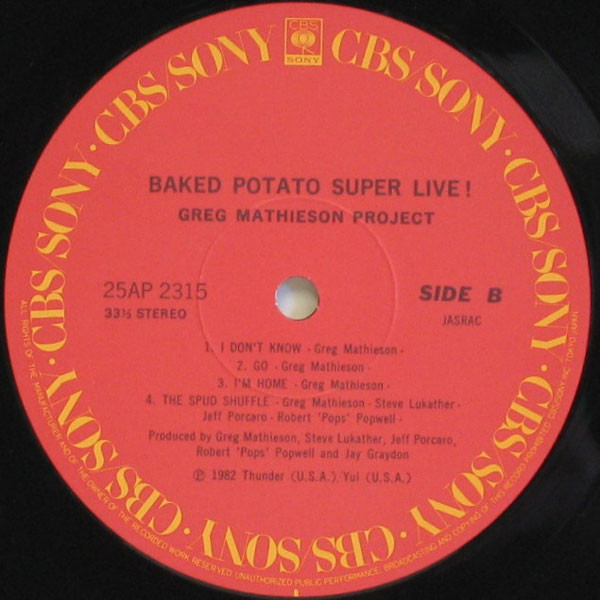 CBS/SONY · CBS/SONY · CBS/SONY · CBS/SONY · CBS/SONY · CBS/SONY · CBS/SONY · CBS/SONY
CBS
SONY
BAKED POTATO SUPER LIVE!
GREG MATHIESON PROJECT
25AP 2315
33⅓ STEREO
SIDE B
JASRAC
1. I DON'T KNOW - Greg Mathieson -
2. GO - Greg Mathieson -
3. I'M HOME - Greg Mathieson -
4. THE SPUD SHUFFLE - Greg Mathieson - Steve Lukather -
Jeff Porcaro - Robert 'Pops' Popwell -
Produced by Greg Mathieson, Steve Lukather, Jeff Porcaro,
Robert 'Pops' Popwell and Jay Graydon
℗ 1982 Thunder (U.S.A.)/Yui (U.S.A.)
ALL RIGHTS OF THE MANUFACTURER AND OF THE OWNER OF THE RECORDED WORK RESERVED UNAUTHORIZED PUBLIC PERFORMANCE, BROADCASTING AND COPYING OF THIS RECORD PROHIBITED CBS/SONY INC. TOKYO JAPAN